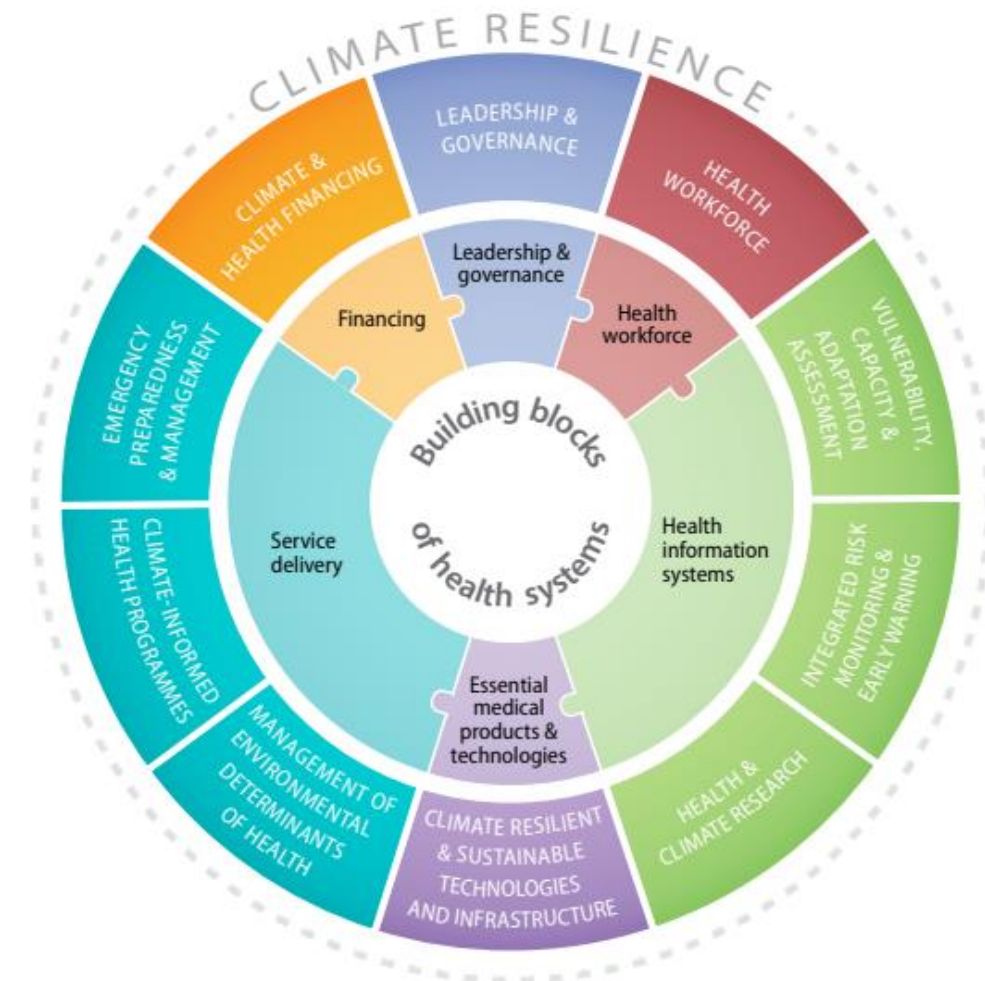 CLIMATE RESILIENCE
LEADERSHIP &
GOVERNANCE
HEALTH
WORKFORCE
VULNERABILITY,
CAPACITY &
ADAPTATION
ASSESSMENT
INTEGRATED RISK
MONITORING &
EARLY WARNING
HEALTH &
CLIMATE RESEARCH
CLIMATE RESILIENT
& SUSTAINABLE
TECHNOLOGIES
AND INFRASTRUCTURE
MANAGEMENT OF
ENVIRONMENTAL
DETERMINANTS
OF HEALTH
CLIMATE-INFORMED
HEALTH PROGRAMMES
EMERGENCY
PREPAREDNESS
& MANAGEMENT
CLIMATE &
HEALTH FINANCING
Leadership &
governance
Health
workforce
Health
information
systems
Essential
medical
products &
technologies
Service
delivery
Financing
Building blocks
of health systems